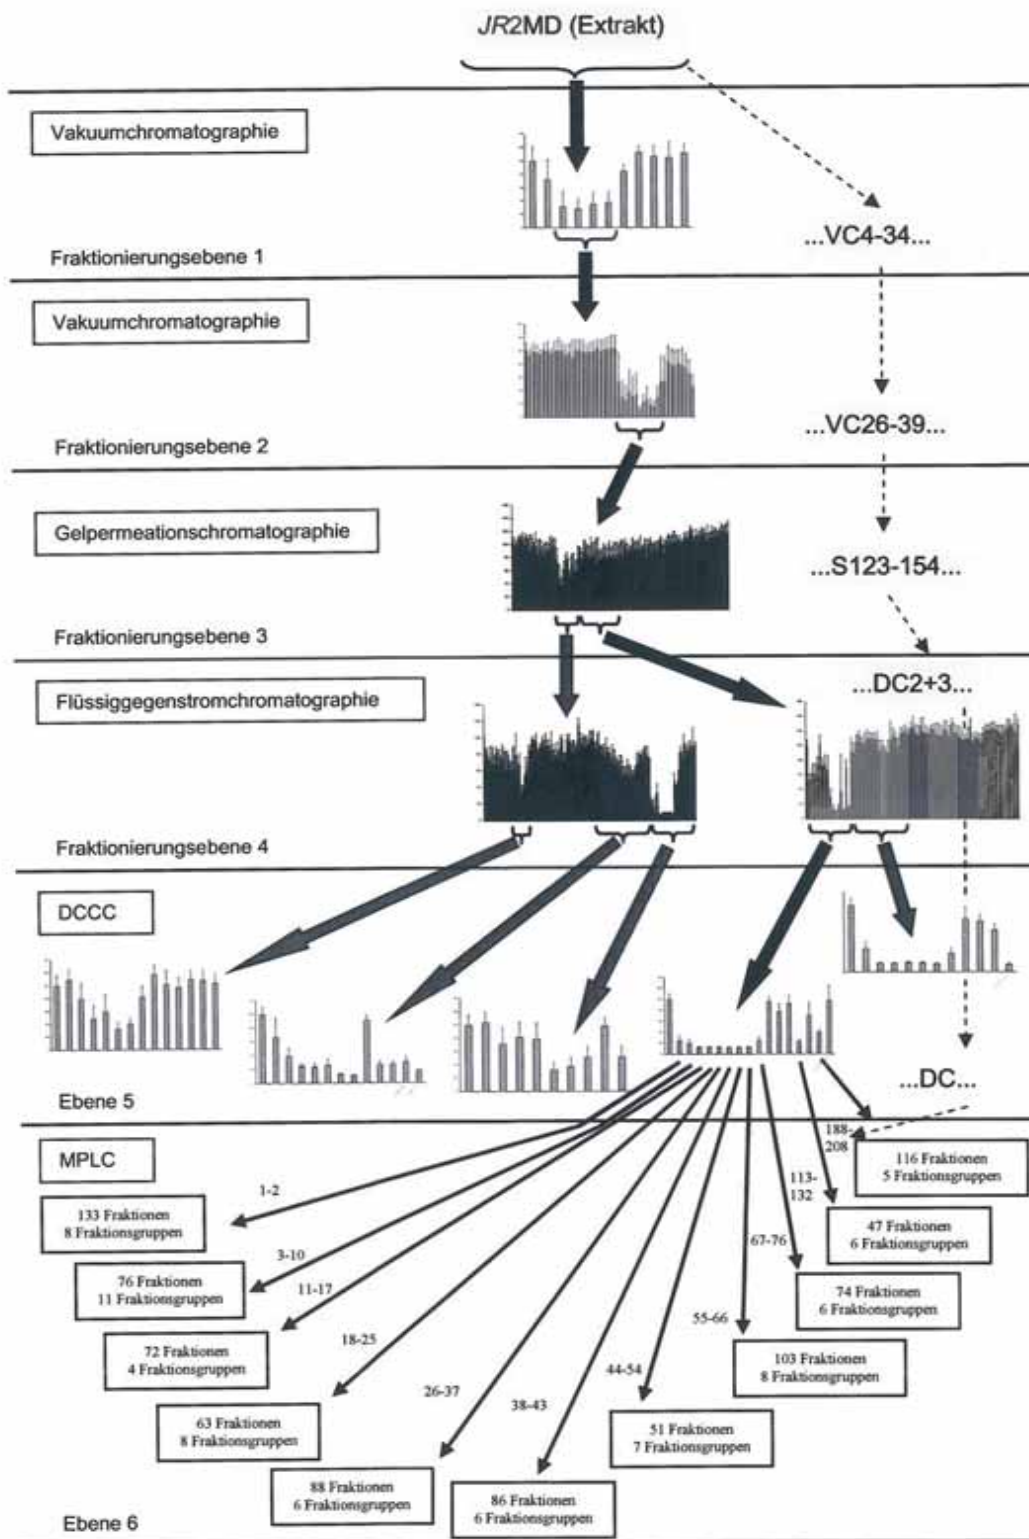 JR2MD (Extrakt)
Vakuumchromatographie
...VC4-34...
Fraktionierungsebene 1
Vakuumchromatographie
...VC26-39...
Fraktionierungsebene 2
Gelpermeationschromatographie
...S123-154...
Fraktionierungsebene 3
...DC2+3...
Flüssiggegenstromchromatographie
Fraktionierungsebene 4
DCCC
...DC...
Ebene 5
MPLC
188-
208
116 Fraktionen
5 Fraktionsgruppen
1-2
113-
132
133 Fraktionen
8 Fraktionsgruppen
47 Fraktionen
6 Fraktionsgruppen
3-10
67-76
76 Fraktionen
11 Fraktionsgruppen
11-17
74 Fraktionen
6 Fraktionsgruppen
55-66
18-25
72 Fraktionen
4 Fraktionsgruppen
103 Fraktionen
8 Fraktionsgruppen
44-54
26-37
38-43
63 Fraktionen
8 Fraktionsgruppen
51 Fraktionen
7 Fraktionsgruppen
88 Fraktionen
6 Fraktionsgruppen
86 Fraktionen
6 Fraktionsgruppen
Ebene 6